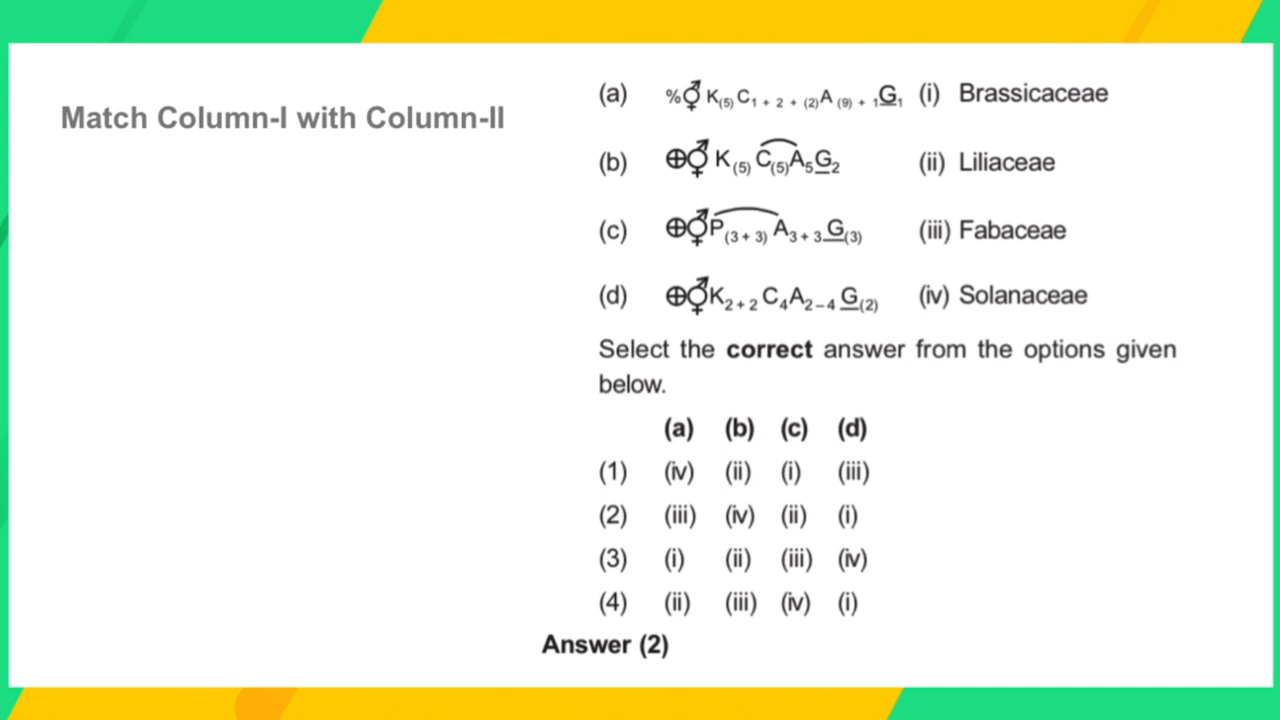 Match Column-I with Column-II
(a) %⚥ K(5) C1 + 2 + (2) A (9) + 1 G1 (i) Brassicaceae
(b) ⊕⚥ K (5) C(5) A5 G2 (ii) Liliaceae
(c) ⊕⚥ P(3 + 3) A3 + 3 G(3) (iii) Fabaceae
(d) ⊕⚥ K2 + 2 C4 A2 – 4 G(2) (iv) Solanaceae
Select the correct answer from the options given
below.
(a) (b) (c) (d)
(1) (iv) (ii) (i) (iii)
(2) (iii) (iv) (ii) (i)
(3) (i) (ii) (iii) (iv)
(4) (ii) (iii) (iv) (i)
Answer (2)